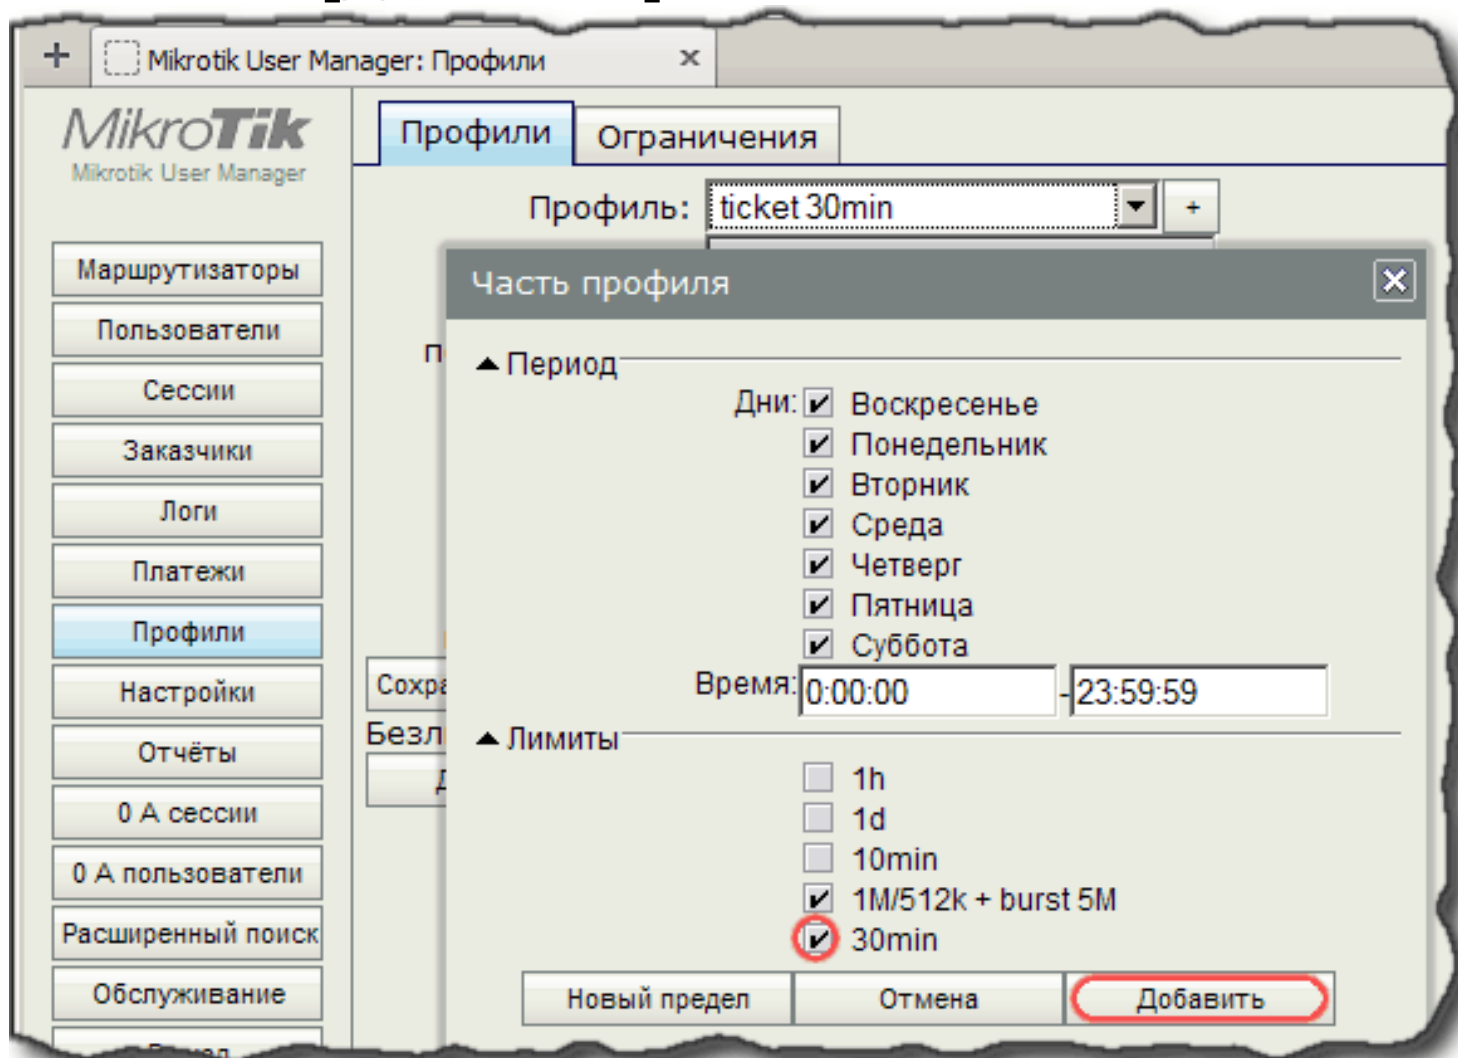 + Mikrotik User Manager: Профили ×
MikroTik
Mikrotik User Manager
Профили Ограничения
Профиль: ticket 30min +
Маршрутизаторы
Пользователи
Сессии
Заказчики
Логи
Платежи
Профили
Настройки
Отчёты
0 А сессии
0 А пользователи
Расширенный поиск
Обслуживание
Часть профиля
Период
Дни: Воскресенье
Понедельник
Вторник
Среда
Четверг
Пятница
Суббота
Время: 0:00:00 - 23:59:59
Лимиты
1h
1d
10min
1M/512k + burst 5M
30min
Новый предел Отмена Добавить